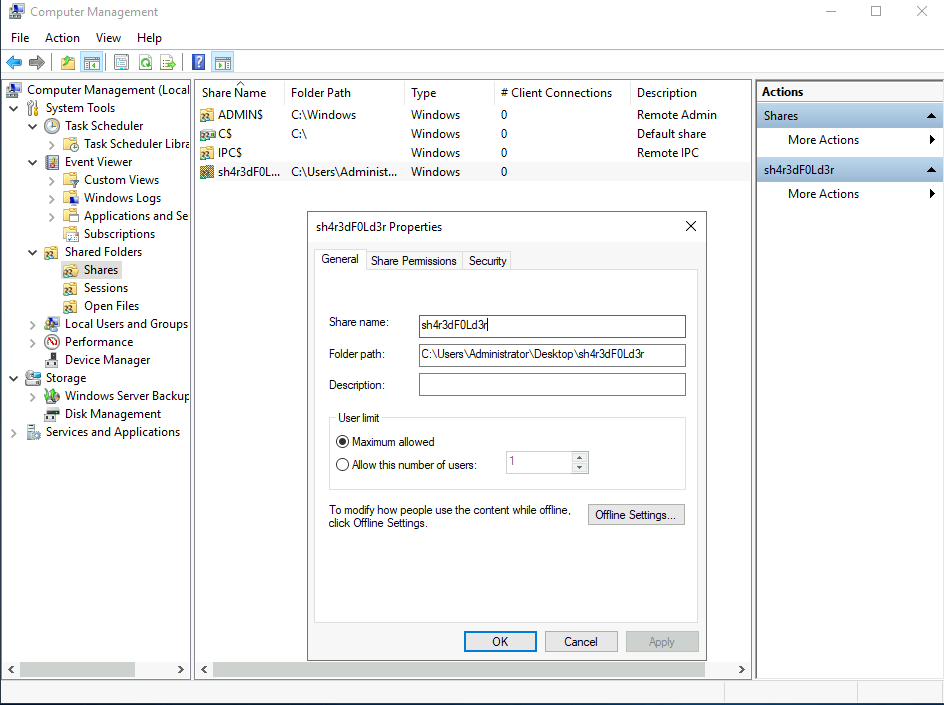 Computer Management
File Action View Help
Computer Management (Local
System Tools
Task Scheduler
Task Scheduler Libra
Event Viewer
Custom Views
Windows Logs
Applications and Se
Subscriptions
Shared Folders
Shares
Sessions
Open Files
Local Users and Groups
Performance
Device Manager
Storage
Windows Server Backup
Disk Management
Services and Applications
Share Name Folder Path Type # Client Connections Description
ADMIN$ C:\Windows Windows 0 Remote Admin
C$ C:\ Windows 0 Default share
IPC$ Windows 0 Remote IPC
sh4r3dF0L... C:\Users\Administ... Windows 0
sh4r3dF0Ld3r Properties
General Share Permissions Security
Share name: sh4r3dF0Ld3r
Folder path: C:\Users\Administrator\Desktop\sh4r3dF0Ld3r
Description:
User limit
Maximum allowed
Allow this number of users: 1
To modify how people use the content while offline,
click Offline Settings.
Offline Settings...
OK Cancel Apply
Actions
Shares
More Actions
sh4r3dF0Ld3r
More Actions